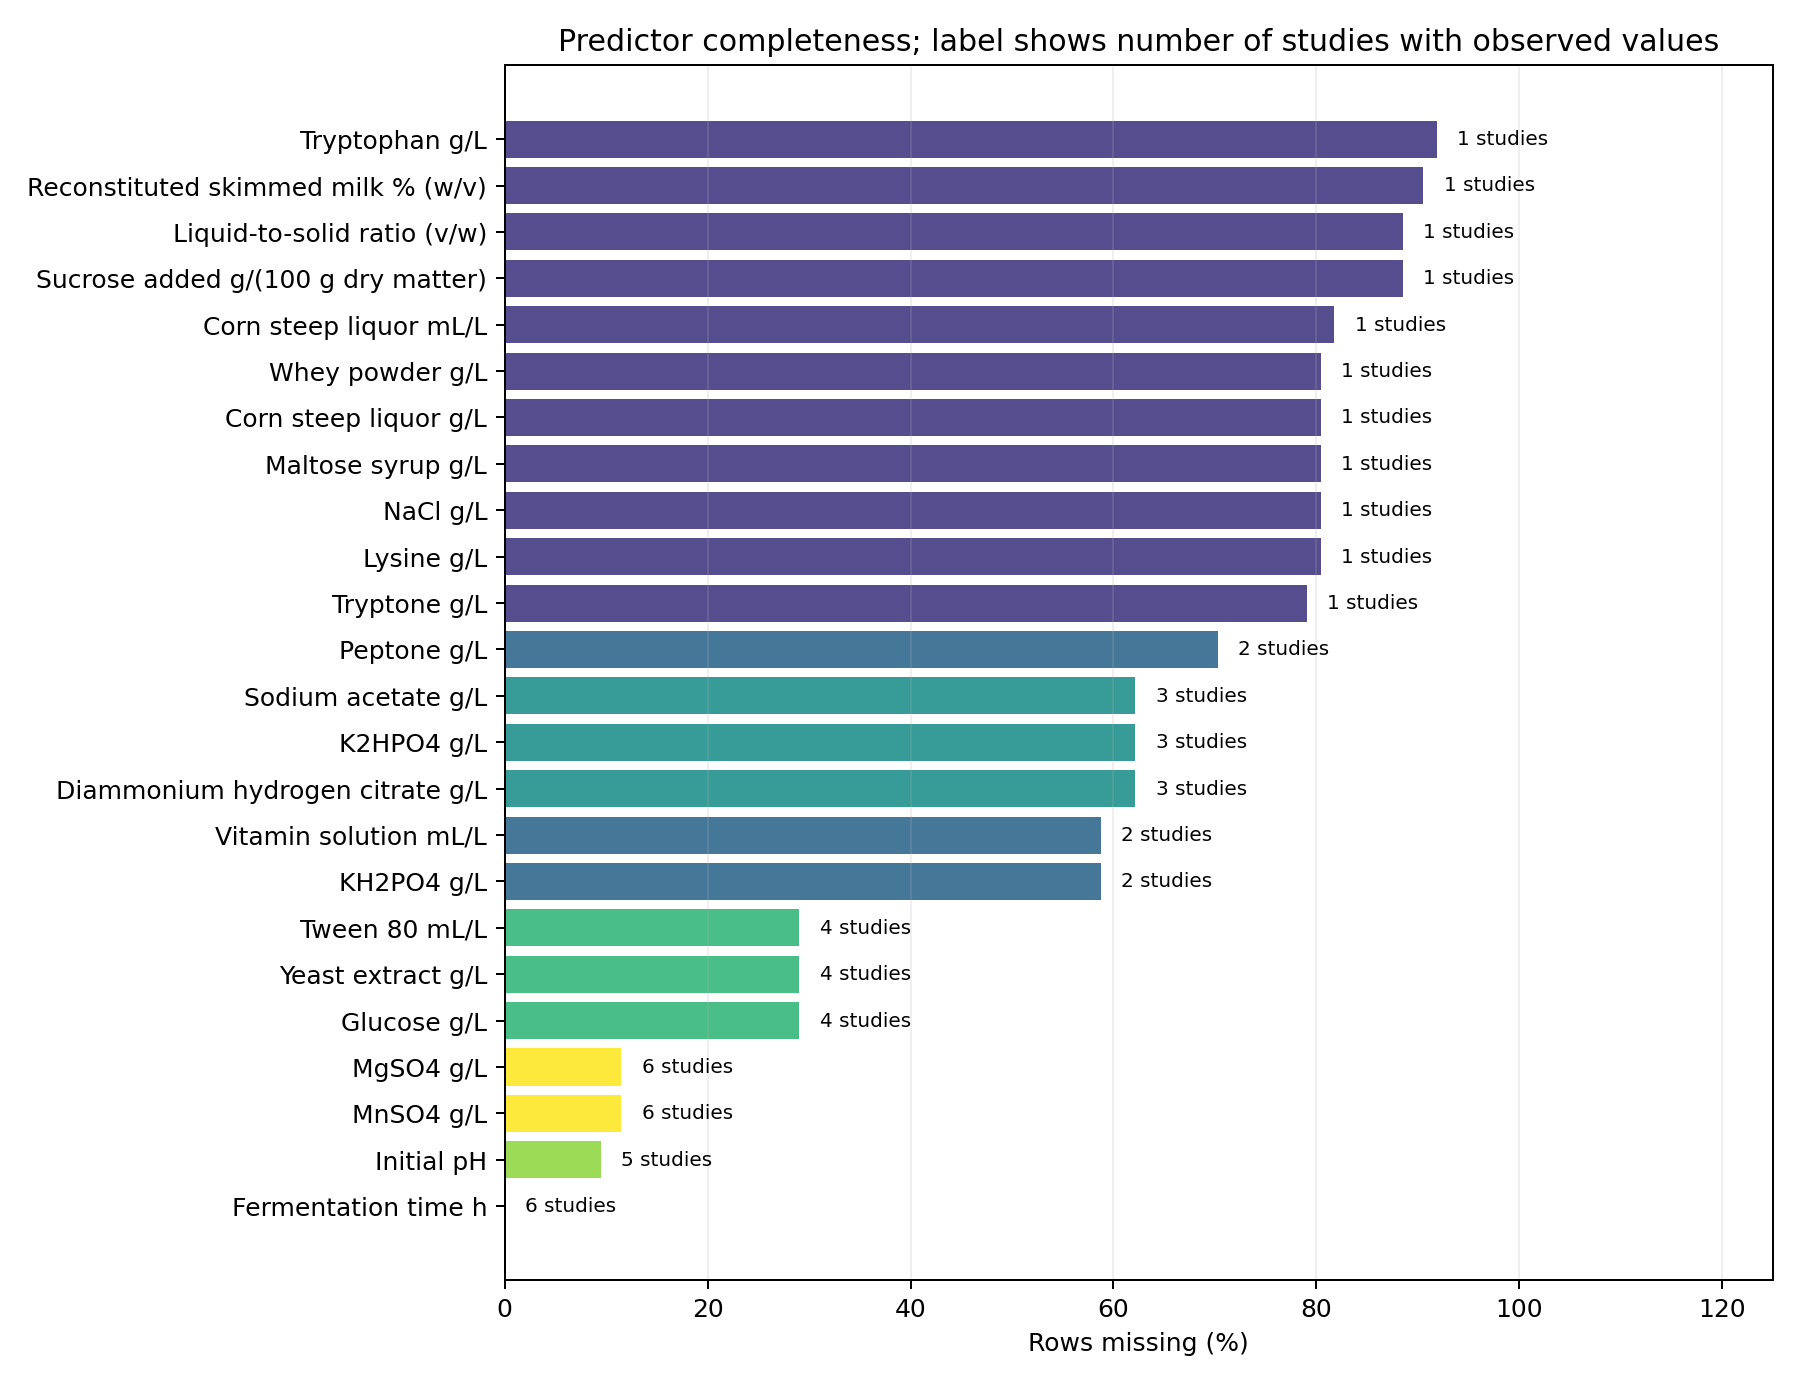 Predictor completeness; label shows number of studies with observed values
Tryptophan g/L 1 studies
Reconstituted skimmed milk % (w/v) 1 studies
Liquid-to-solid ratio (v/w) 1 studies
Sucrose added g/(100 g dry matter) 1 studies
Corn steep liquor mL/L 1 studies
Whey powder g/L 1 studies
Corn steep liquor g/L 1 studies
Maltose syrup g/L 1 studies
NaCl g/L 1 studies
Lysine g/L 1 studies
Tryptone g/L 1 studies
Peptone g/L 2 studies
Sodium acetate g/L 3 studies
K2HPO4 g/L 3 studies
Diammonium hydrogen citrate g/L 3 studies
Vitamin solution mL/L 2 studies
KH2PO4 g/L 2 studies
Tween 80 mL/L 4 studies
Yeast extract g/L 4 studies
Glucose g/L 4 studies
MgSO4 g/L 6 studies
MnSO4 g/L 6 studies
Initial pH 5 studies
Fermentation time h 6 studies
0 20 40 60 80 100 120
Rows missing (%)